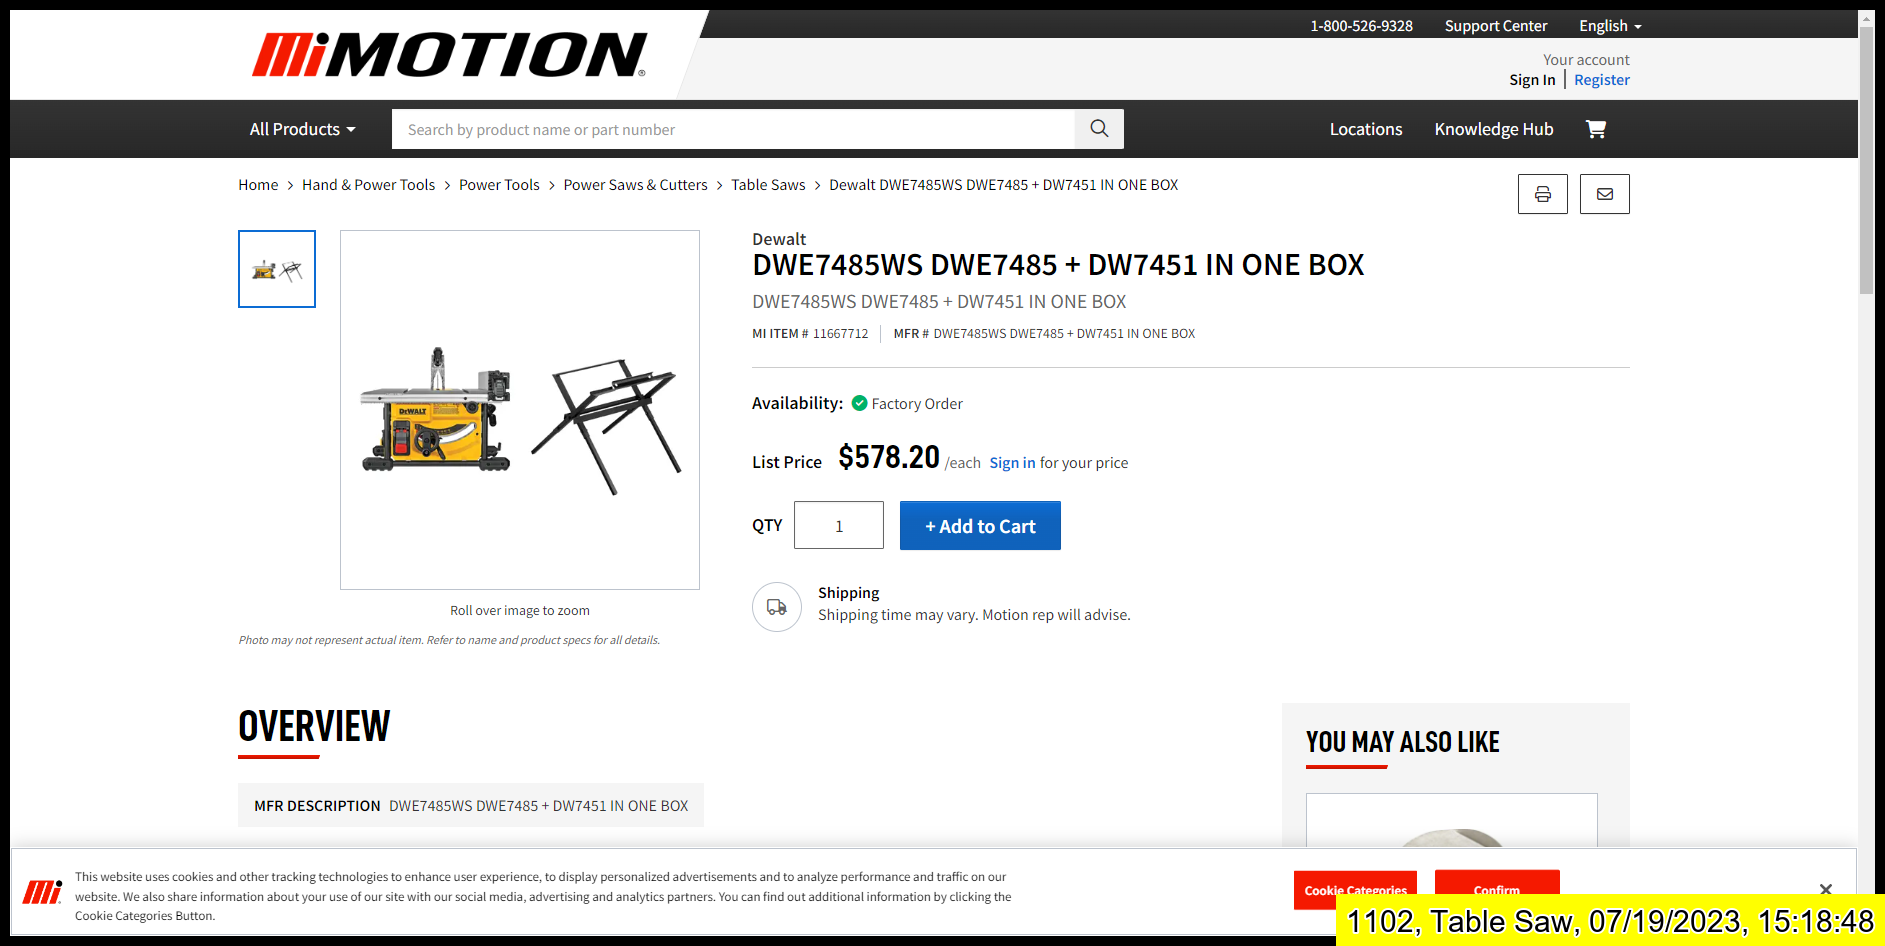 1-800-526-9328 Support Center English
MiMOTION®
Your account
Sign In | Register
All Products Search by product name or part number Locations Knowledge Hub
Home > Hand & Power Tools > Power Tools > Power Saws & Cutters > Table Saws > Dewalt DWE7485WS DWE7485 + DW7451 IN ONE BOX
Dewalt
DWE7485WS DWE7485 + DW7451 IN ONE BOX
DWE7485WS DWE7485 + DW7451 IN ONE BOX
MI ITEM # 11667712 MFR # DWE7485WS DWE7485 + DW7451 IN ONE BOX
DEWALT
Availability: Factory Order
List Price $578.20 /each Sign in for your price
QTY 1 + Add to Cart
Shipping
Shipping time may vary. Motion rep will advise.
Roll over image to zoom
Photo may not represent actual item. Refer to name and product specs for all details.
OVERVIEW
MFR DESCRIPTION DWE7485WS DWE7485 + DW7451 IN ONE BOX
YOU MAY ALSO LIKE
Mi
This website uses cookies and other tracking technologies to enhance user experience, to display personalized advertisements and to analyze performance and traffic on our
website. We also share information about your use of our site with our social media, advertising and analytics partners. You can find out additional information by clicking the
Cookie Categories Button.
Cookie Categories Confirm
1102, Table Saw, 07/19/2023, 15:18:48